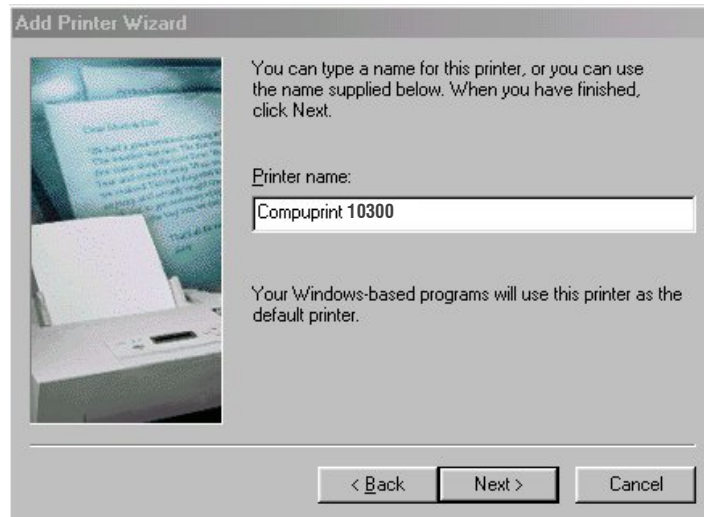 Add Printer Wizard
You can type a name for this printer, or you can use
the name supplied below. When you have finished,
click Next.
Printer name:
Compuprint 10300
Your Windows-based programs will use this printer as the
default printer.
< Back
Next >
Cancel